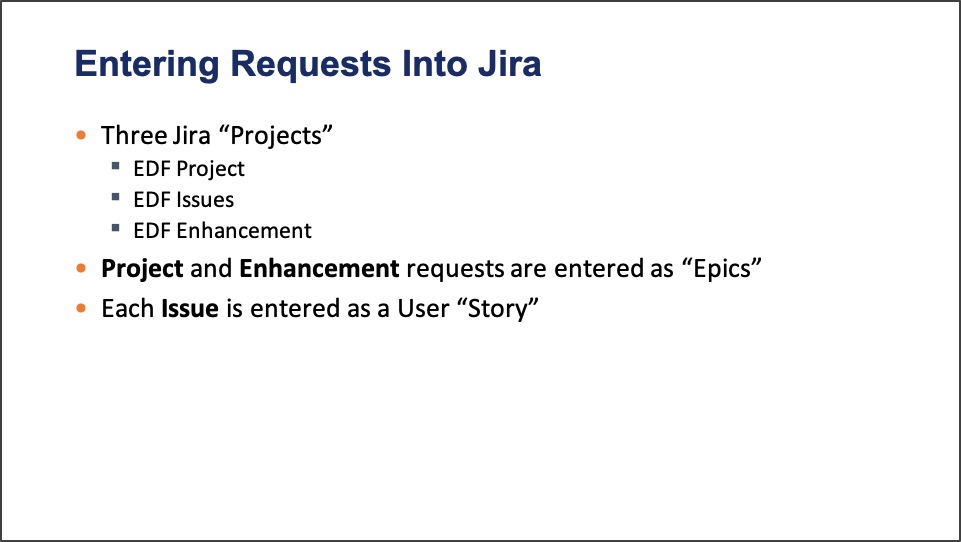 Entering Requests Into Jira
• Three Jira “Projects”
▪ EDF Project
▪ EDF Issues
▪ EDF Enhancement
• Project and Enhancement requests are entered as “Epics”
• Each Issue is entered as a User “Story”